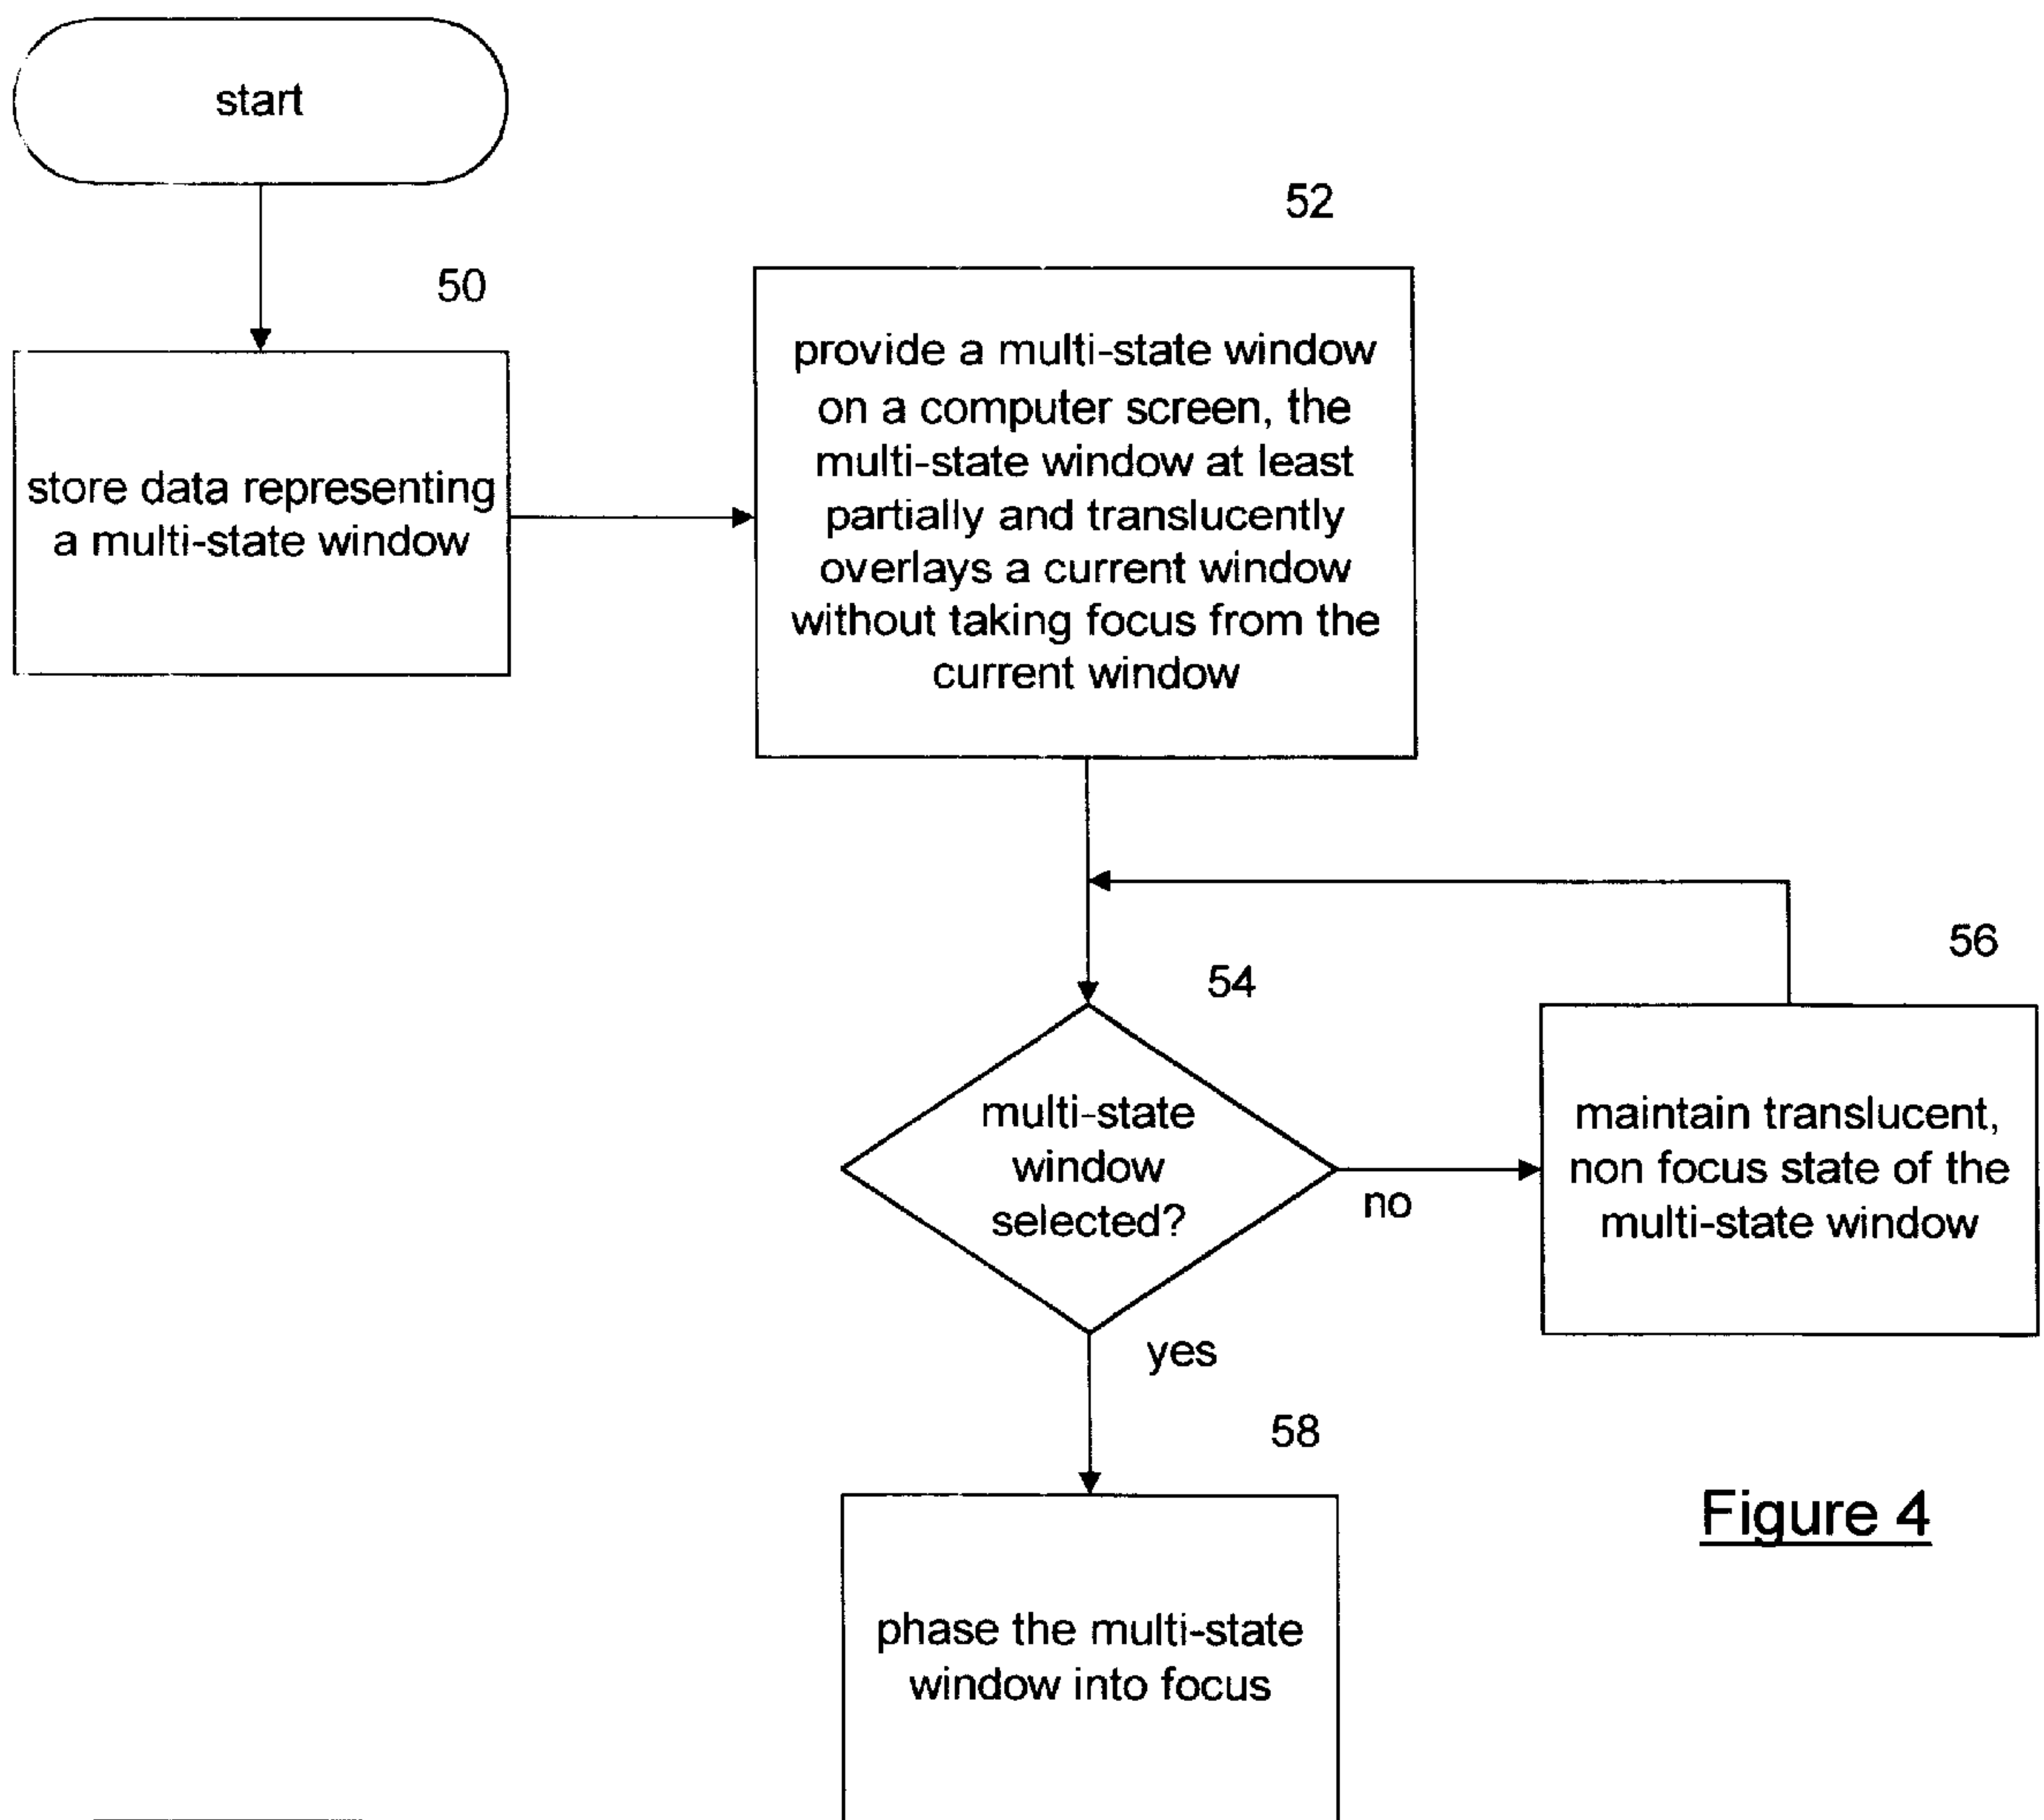 start
50
store data representing
a multi-state window
52
provide a multi-state window
on a computer screen, the
multi-state window at least
partially and translucently
overlays a current window
without taking focus from the
current window
54
multi-state
window
selected?
no
56
maintain translucent,
non focus state of the
multi-state window
yes
58
phase the multi-state
window into focus
Figure 4